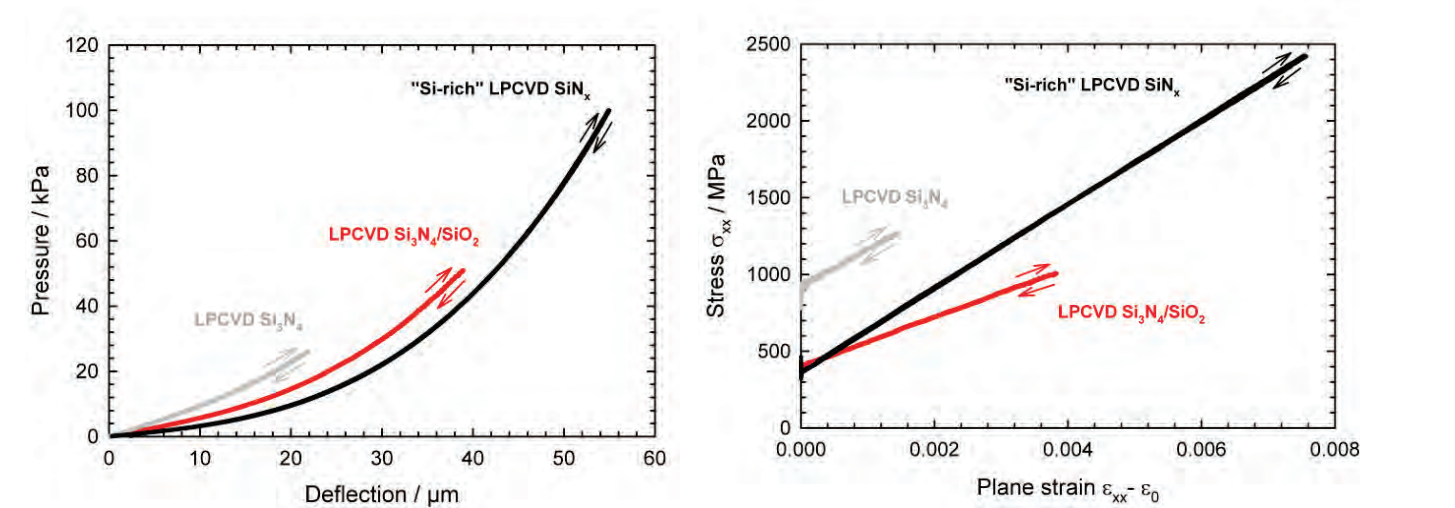 120
100
80
60
40
20
0
Pressure / kPa
"Si-rich" LPCVD SiNₓ
LPCVD Si₃N₄/SiO₂
LPCVD Si₃N₄
0 10 20 30 40 50 60
Deflection / µm
2500
2000
1500
1000
500
0
Stress σₓₓ / MPa
"Si-rich" LPCVD SiNₓ
LPCVD Si₃N₄
LPCVD Si₃N₄/SiO₂
0.000 0.002 0.004 0.006 0.008
Plane strain εₓₓ- ε₀